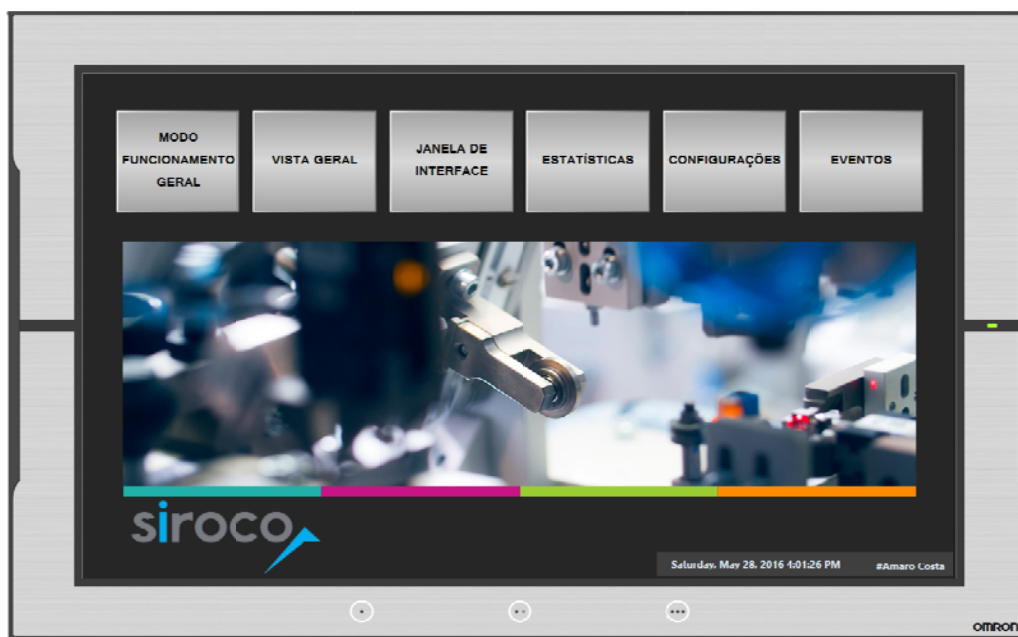 MODO
FUNCIONAMENTO
GERAL
VISTA GERAL
JANELA DE
INTERFACE
ESTATÍSTICAS
CONFIGURAÇÕES
EVENTOS
siroco
Saturday, May 28, 2016 4:01:26 PM
#Amaro Costa
OMRON